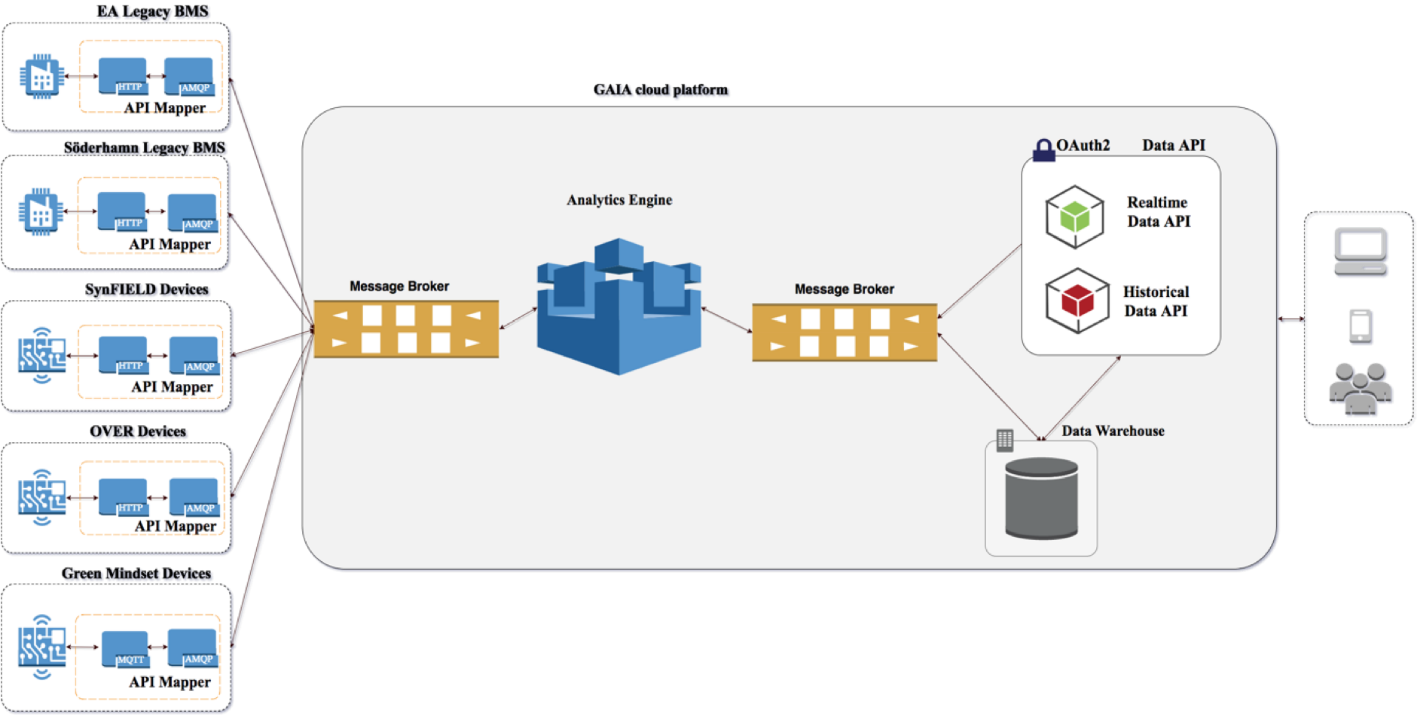 EA Legacy BMS
HTTP
AMQP
API Mapper
Söderhamn Legacy BMS
HTTP
AMQP
API Mapper
SynFIELD Devices
HTTP
AMQP
API Mapper
OVER Devices
HTTP
AMQP
API Mapper
Green Mindset Devices
MQTT
AMQP
API Mapper
GAIA cloud platform
Message Broker
Analytics Engine
Message Broker
OAuth2
Data API
Realtime
Data API
Historical
Data API
Data Warehouse